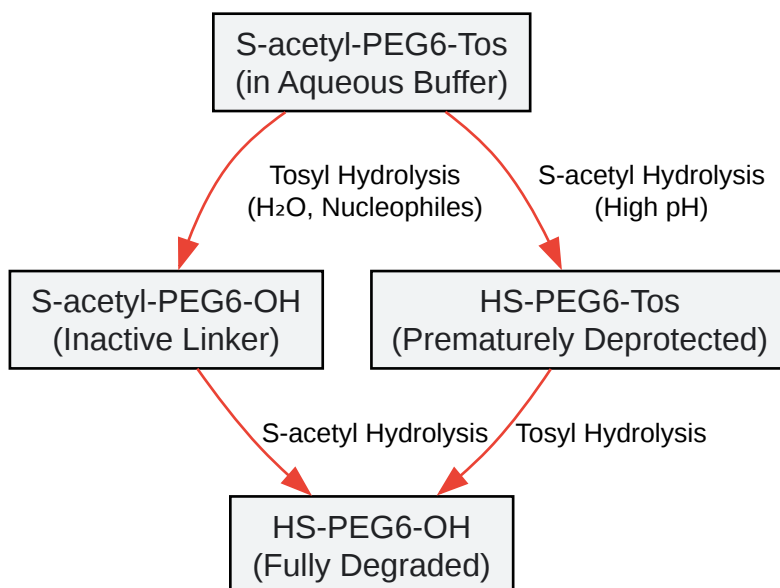 S-acetyl-PEG6-Tos
(in Aqueous Buffer)
Tosyl Hydrolysis
(H₂O, Nucleophiles)
S-acetyl Hydrolysis
(High pH)
S-acetyl-PEG6-OH
(Inactive Linker)
HS-PEG6-Tos
(Prematurely Deprotected)
S-acetyl Hydrolysis
Tosyl Hydrolysis
HS-PEG6-OH
(Fully Degraded)